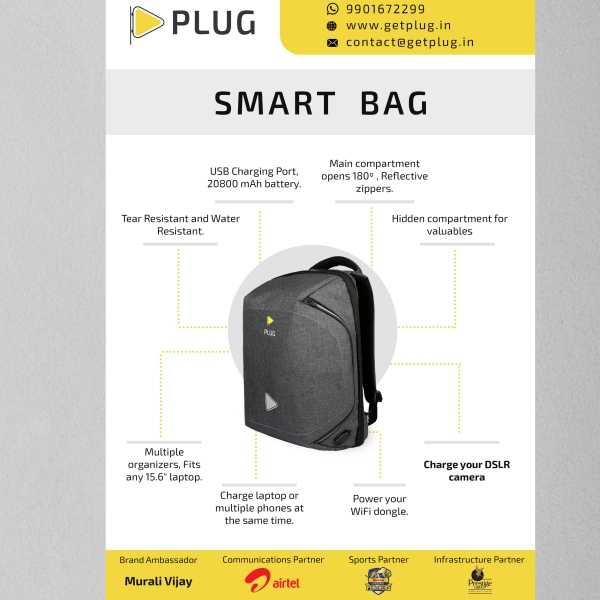 PLUG
9901672299
www.getplug.in
contact@getplug.in
SMART BAG
USB Charging Port,
20800 mAh battery.
Main compartment
opens 180º , Reflective
zippers.
Tear Resistant and Water
Resistant.
Hidden compartment for
valuables
PLUG
Multiple
organizers, Fits
any 15.6" laptop.
Charge laptop or
multiple phones at
the same time.
Power your
WiFi dongle.
Charge your DSLR
camera
Brand Ambassador
Murali Vijay
Communications Partner
airtel
Sports Partner
Infrastructure Partner
Prestige